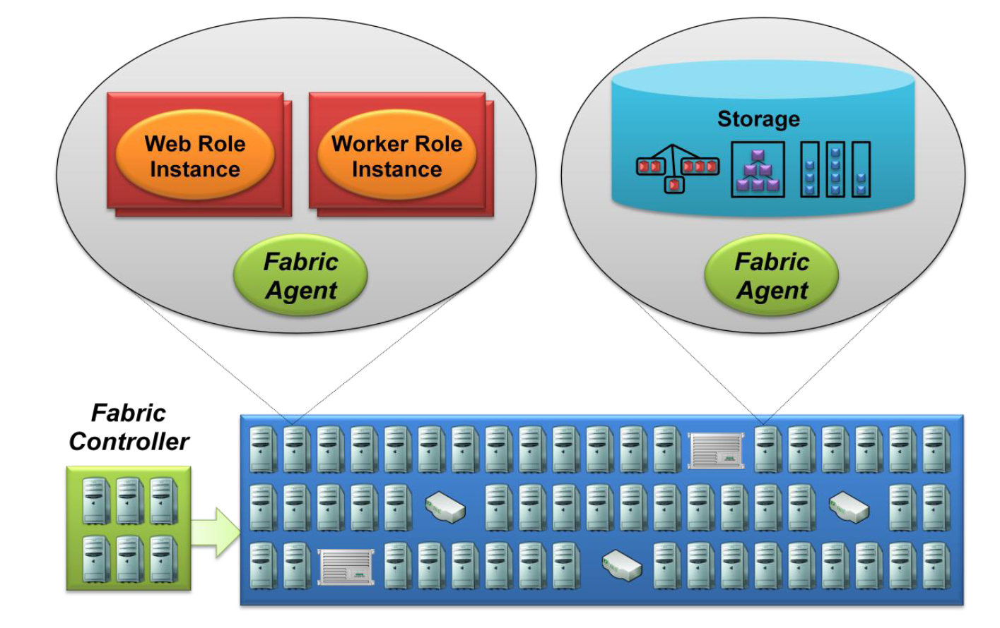 Web Role
Instance
Worker Role
Instance
Fabric
Agent
Storage
Fabric
Agent
Fabric
Controller